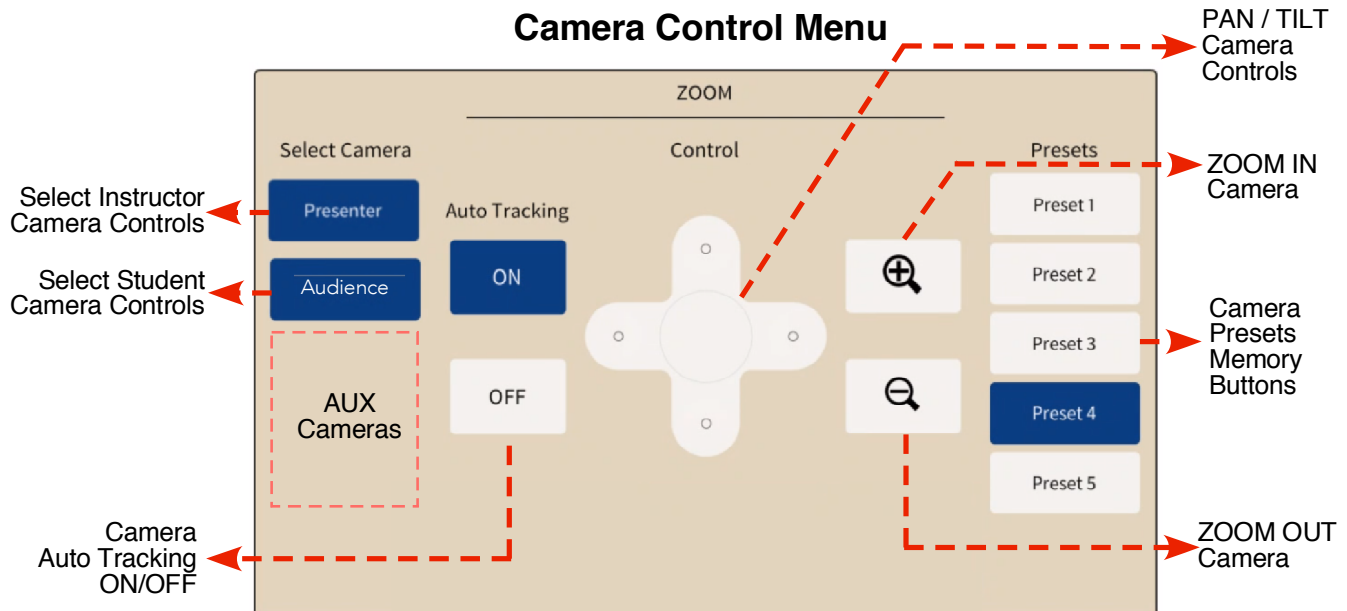 Camera Control Menu
PAN / TILT
Camera
Controls
ZOOM
Select Camera
Control
Presets
Select Instructor
Camera Controls
Presenter
Auto Tracking
Preset 1
ZOOM IN
Camera
Select Student
Camera Controls
Audience
ON
Preset 2
Preset 3
Camera
Presets
Memory
Buttons
AUX
Cameras
OFF
Preset 4
Preset 5
Camera
Auto Tracking
ON/OFF
ZOOM OUT
Camera